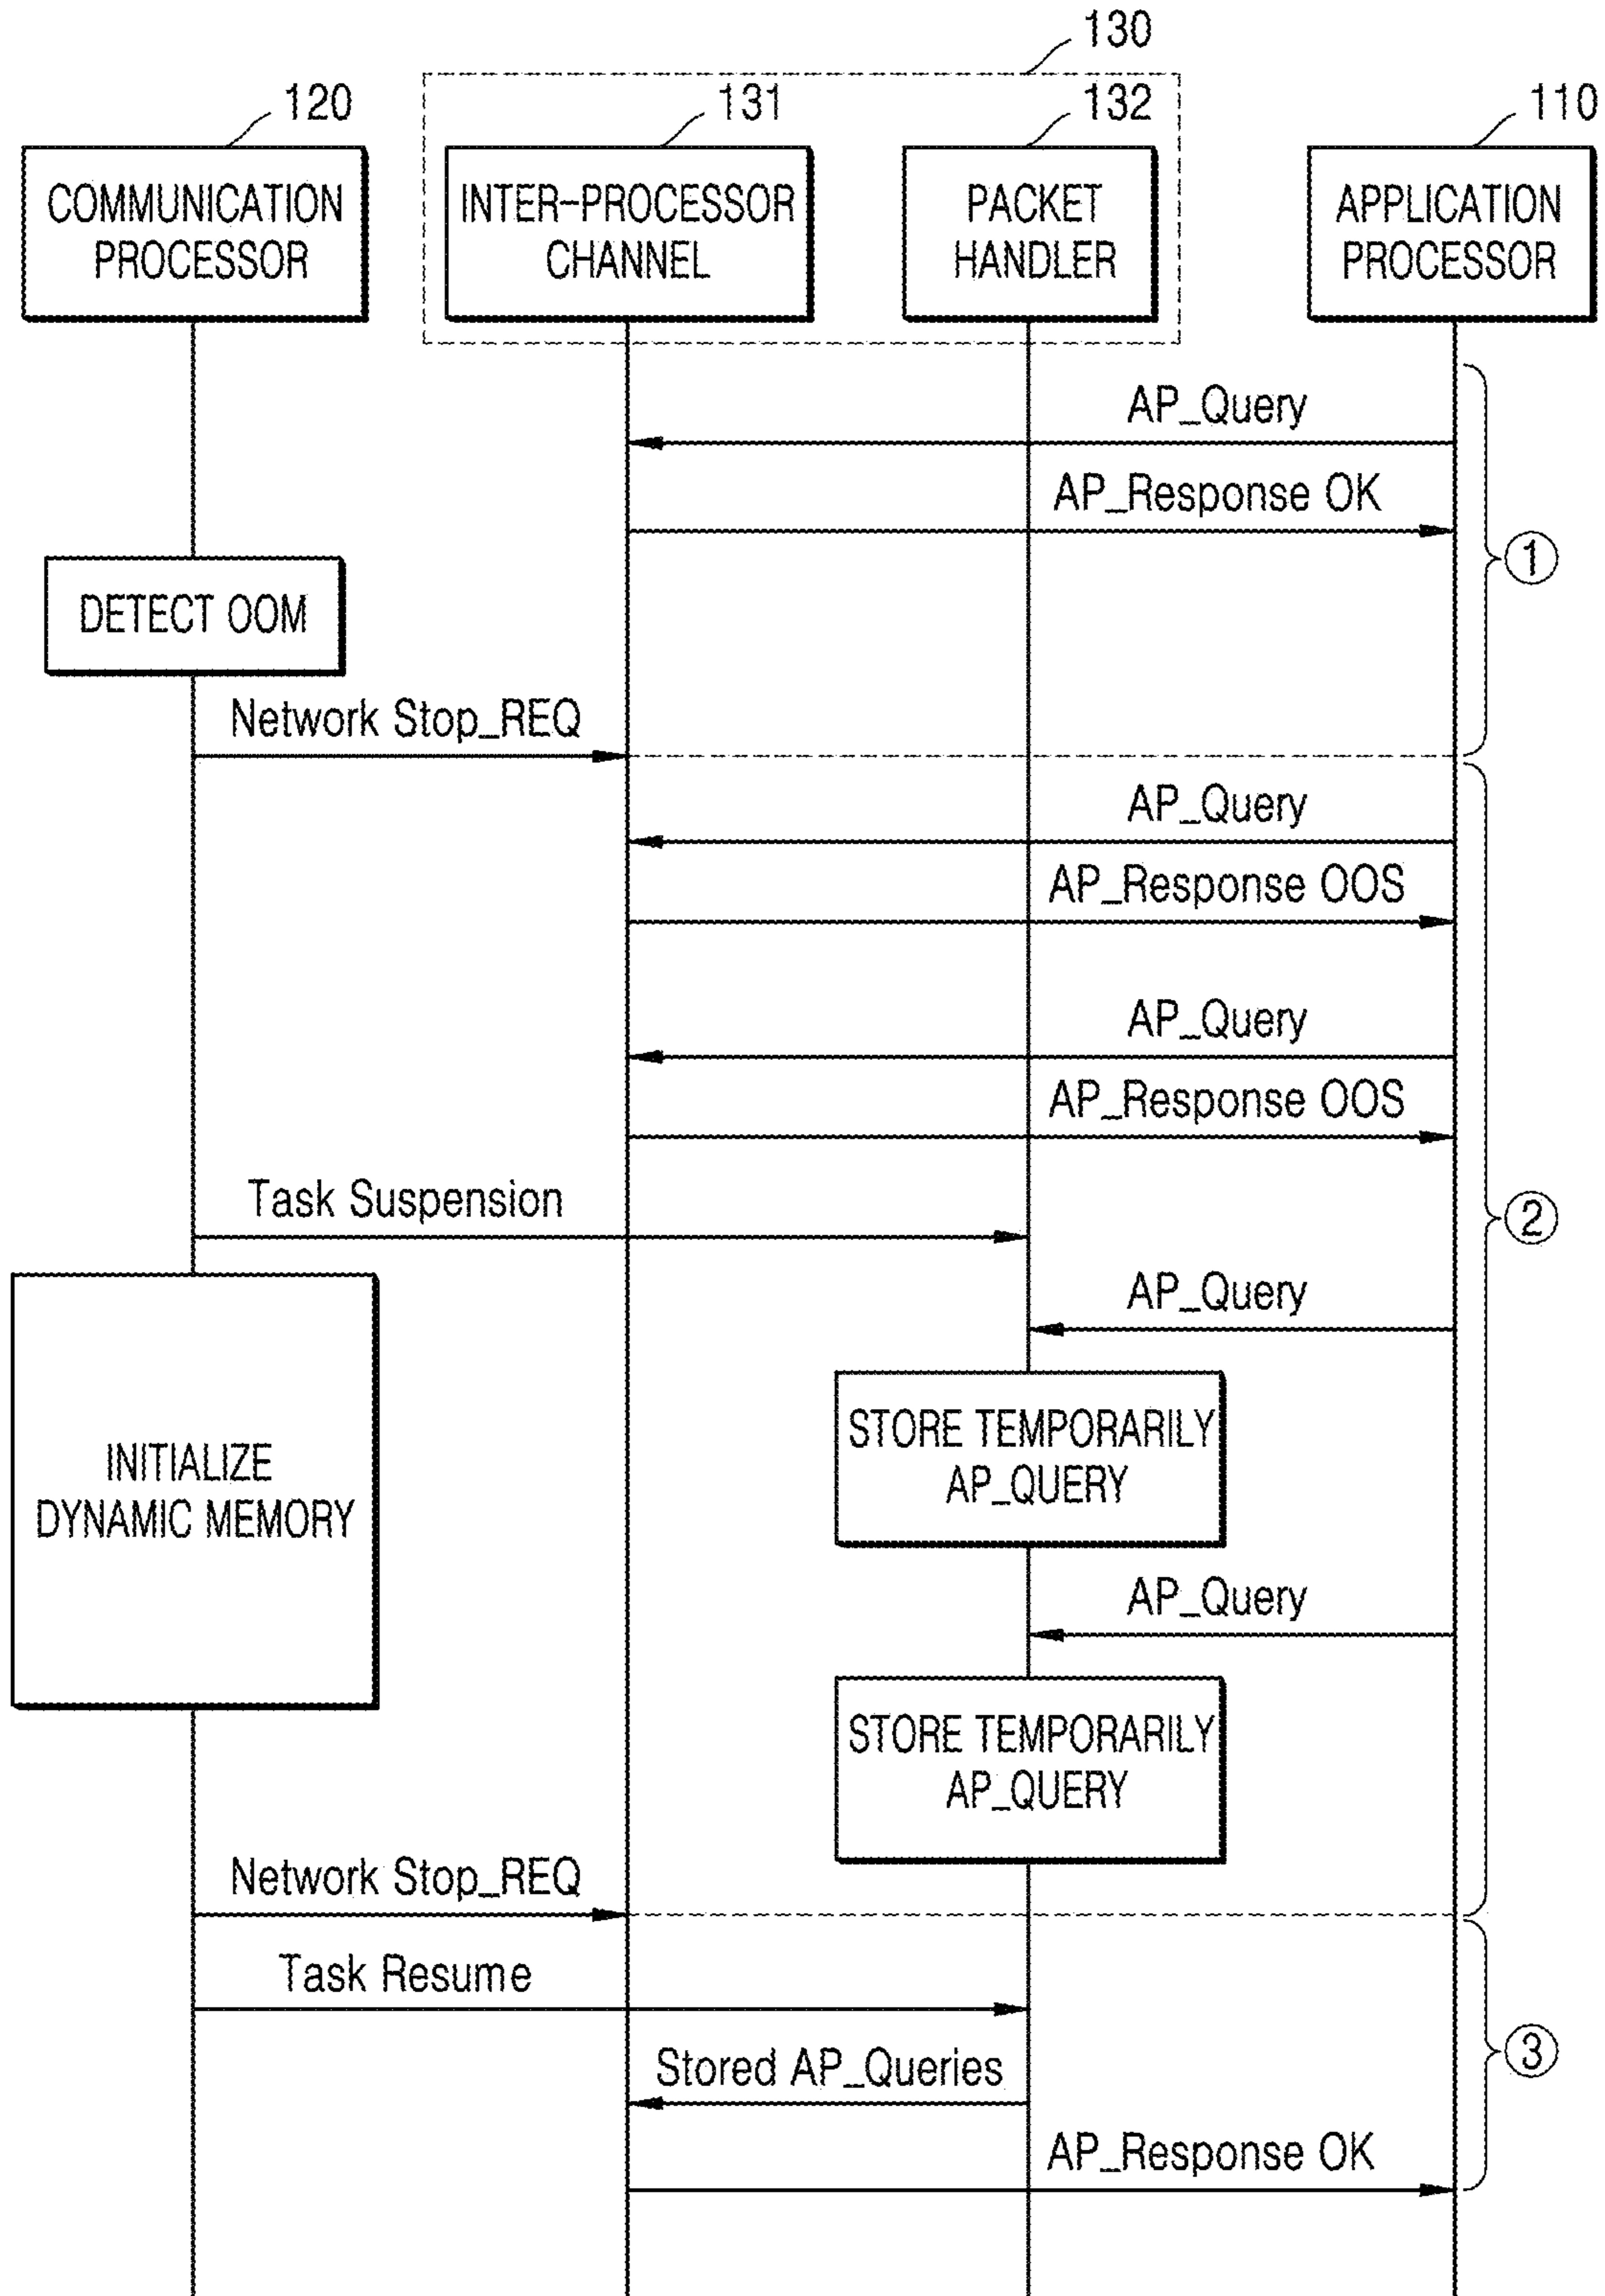 130
120
131
132
110
COMMUNICATION
PROCESSOR
INTER-PROCESSOR
CHANNEL
PACKET
HANDLER
APPLICATION
PROCESSOR
AP_Query
AP_Response OK
①
DETECT OOM
Network Stop_REQ
AP_Query
AP_Response OOS
AP_Query
AP_Response OOS
Task Suspension
②
AP_Query
STORE TEMPORARILY
AP_QUERY
INITIALIZE
DYNAMIC MEMORY
AP_Query
STORE TEMPORARILY
AP_QUERY
Network Stop_REQ
Task Resume
③
Stored AP_Queries
AP_Response OK